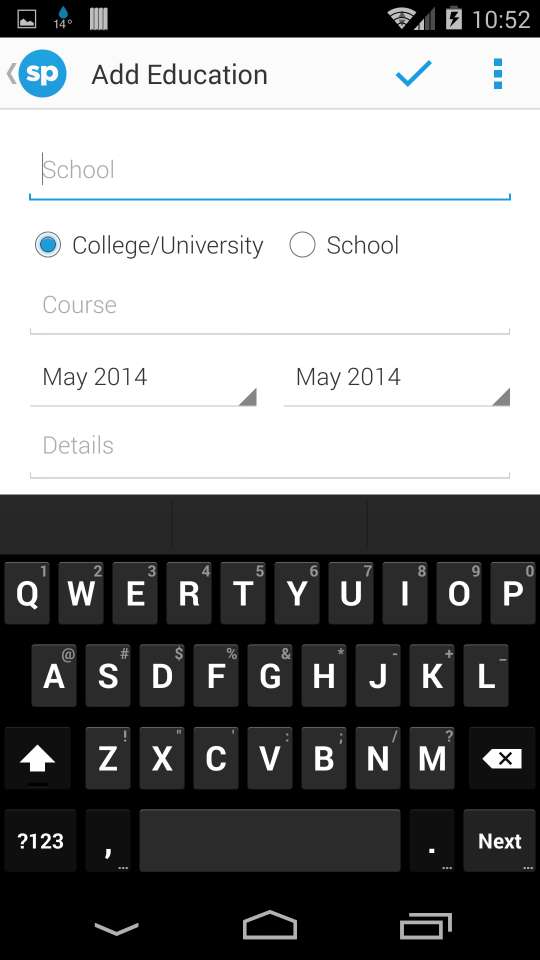 14° 10:52
sp Add Education
School
College/University School
Course
May 2014 May 2014
Details
1 2 3 4 5 6 7 8 9 0
Q W E R T Y U I O P
@ # $ % & * - + _
A S D F G H J K L
! " ' : ; / ?
Z X C V B N M
?123 , ... . ... Next ...